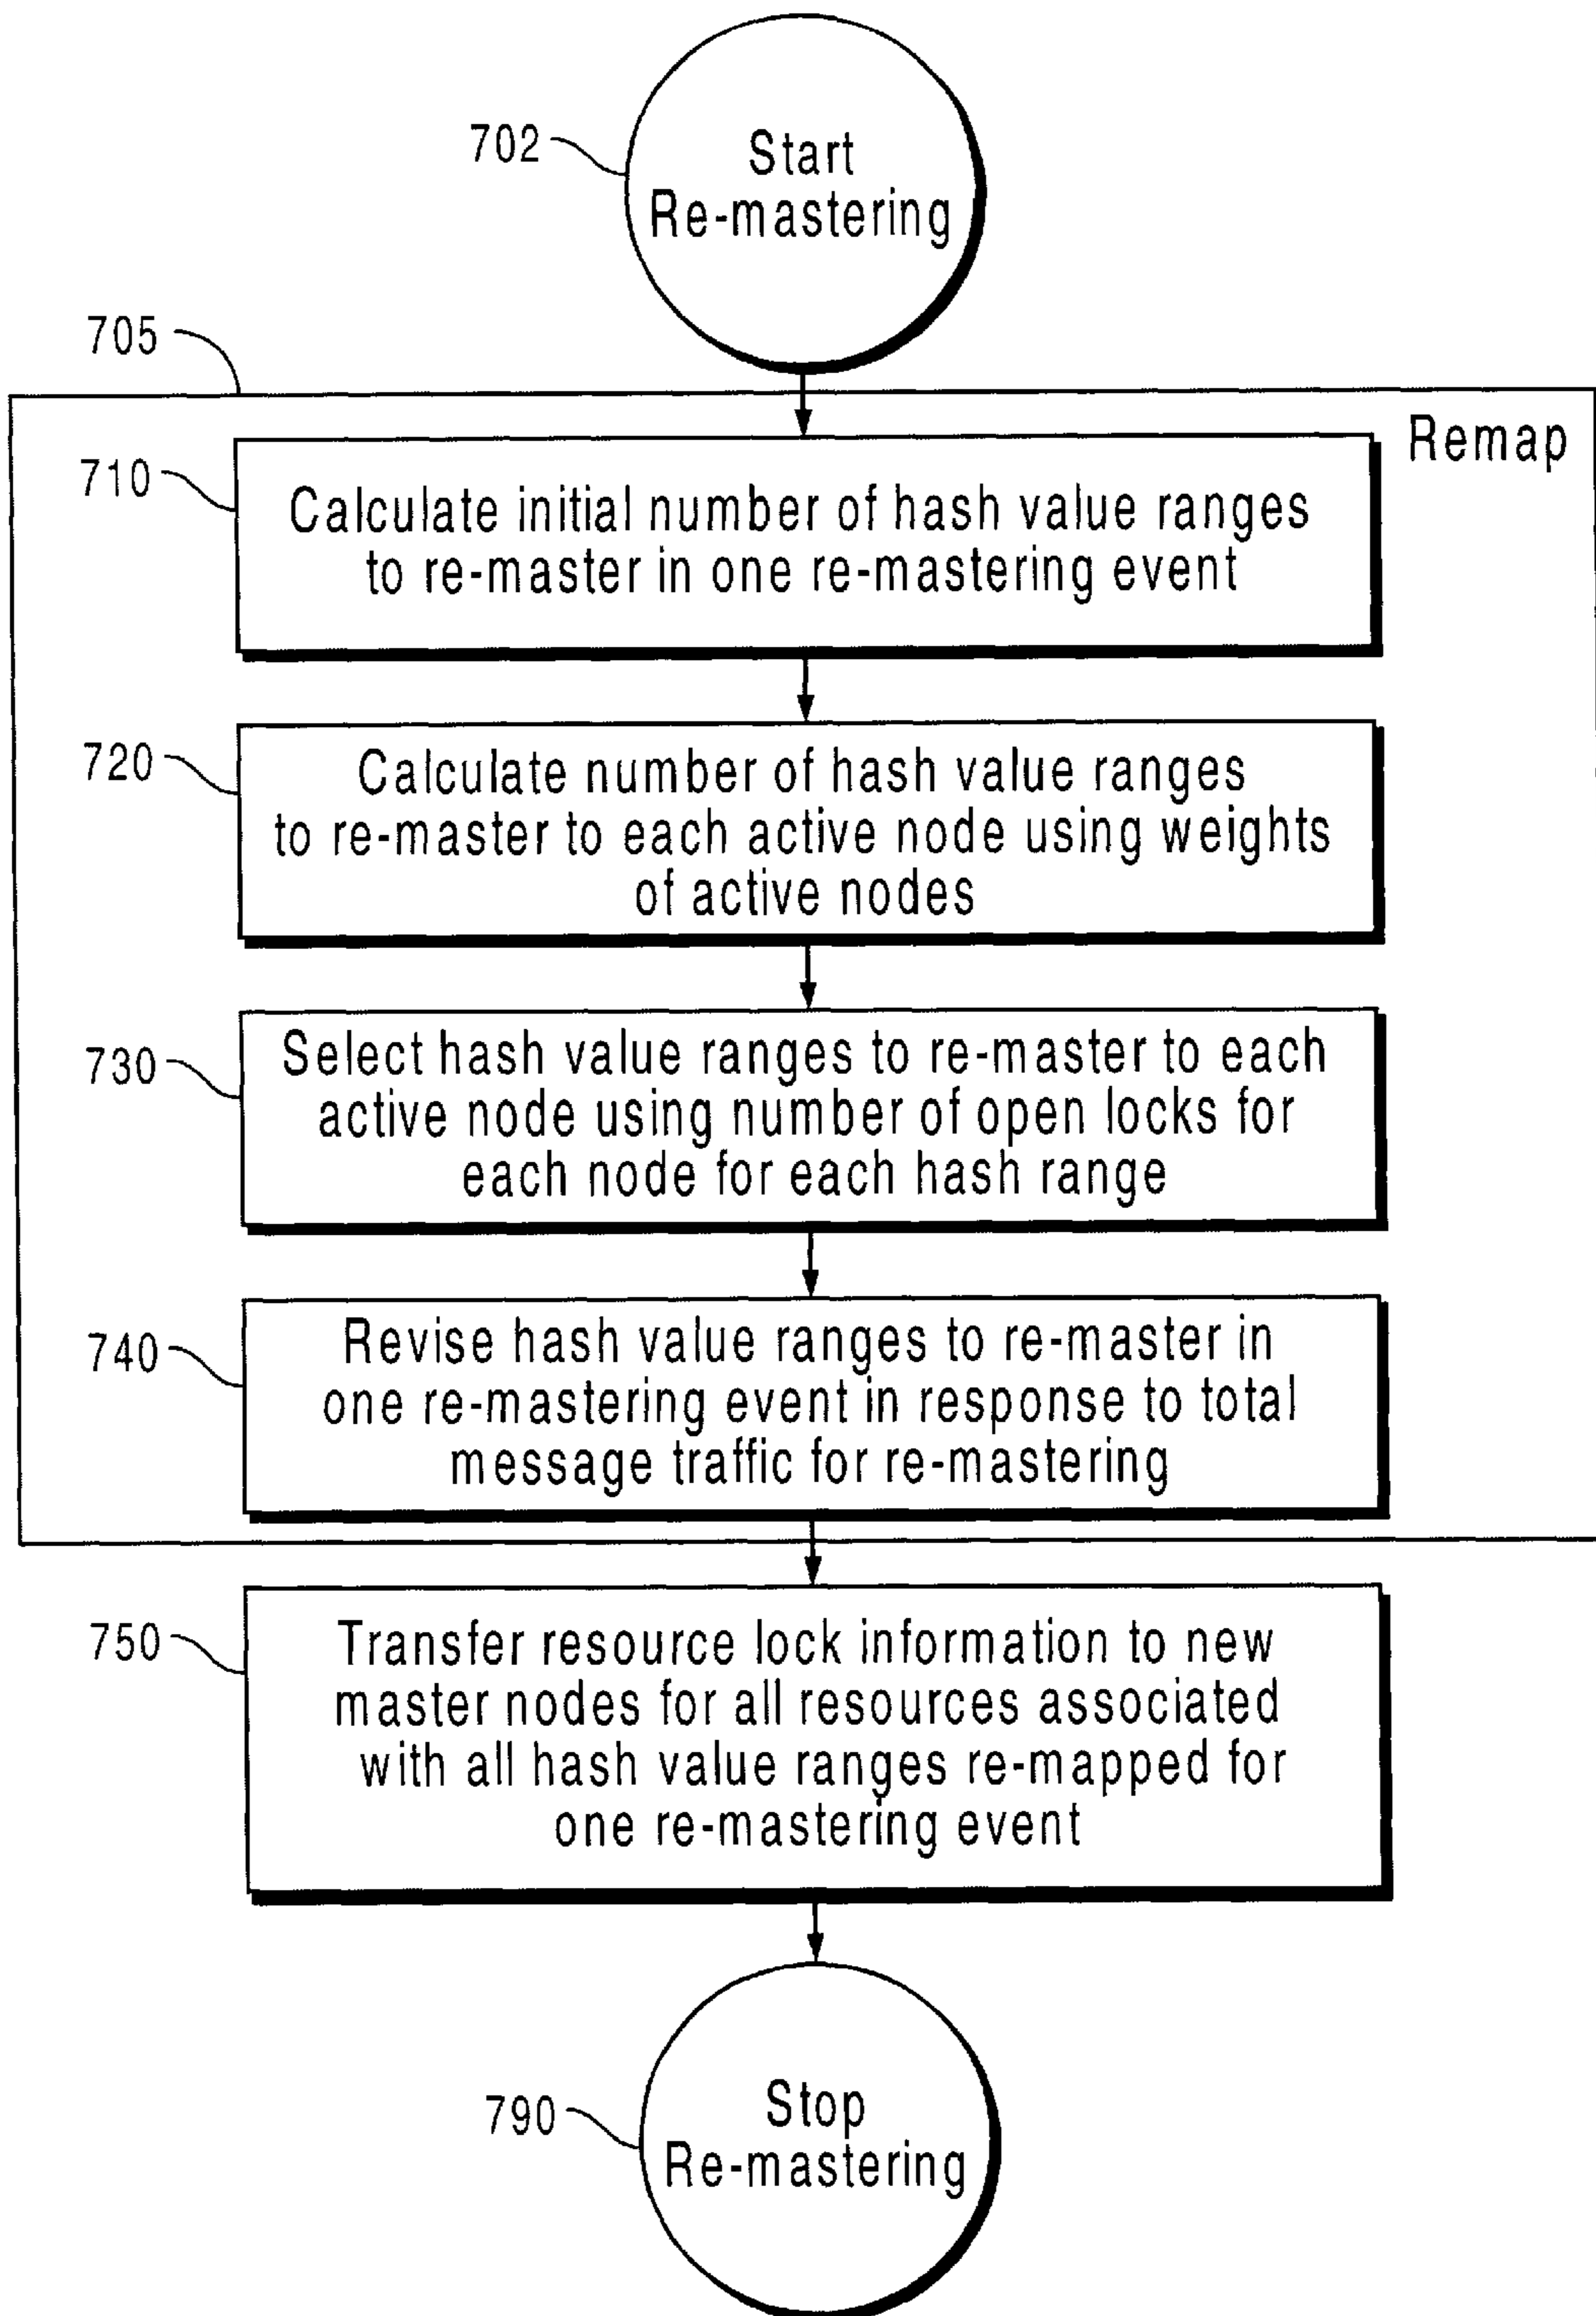 702
Start
Re-mastering
705
Remap
710
Calculate initial number of hash value ranges
to re-master in one re-mastering event
720
Calculate number of hash value ranges
to re-master to each active node using weights
of active nodes
730
Select hash value ranges to re-master to each
active node using number of open locks for
each node for each hash range
740
Revise hash value ranges to re-master in
one re-mastering event in response to total
message traffic for re-mastering
750
Transfer resource lock information to new
master nodes for all resources associated
with all hash value ranges re-mapped for
one re-mastering event
790
Stop
Re-mastering